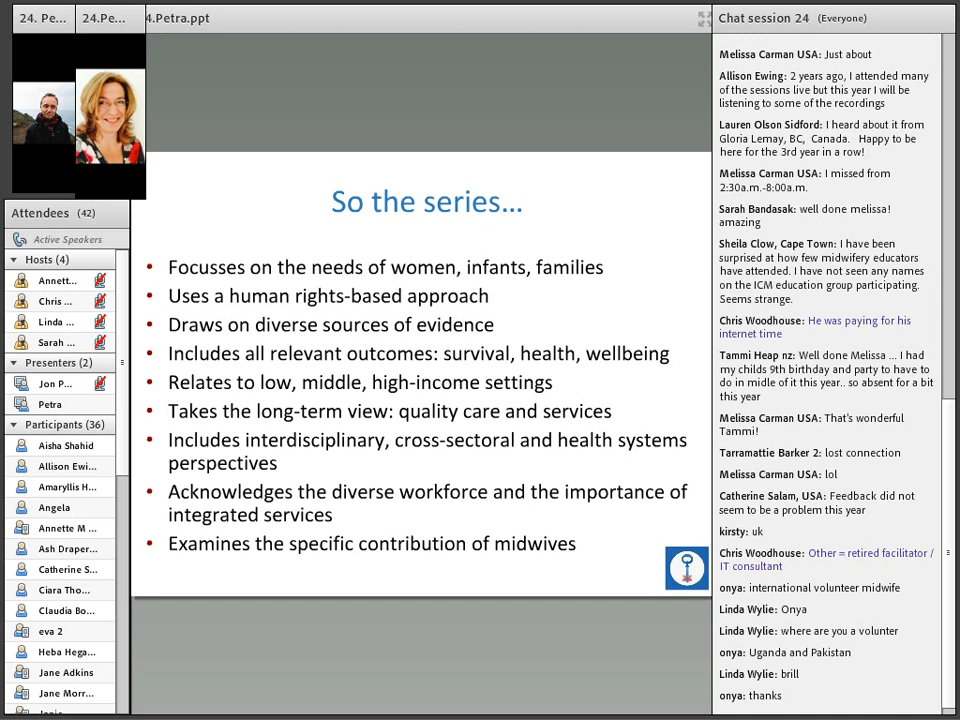 24. Pe...
24.Pe...
4.Petra.ppt
Attendees (42)
Active Speakers
Hosts (4)
Annett...
Chris ...
Linda ...
Sarah ...
Presenters (2)
Jon P...
Petra
Participants (36)
Aisha Shahid
Allison Ewi...
Amaryllis H...
Angela
Annette M ...
Ash Draper...
Catherine S...
Ciara Tho...
Claudia Bo...
eva 2
Heba Hega...
Jane Adkins
Jane Morr...
So the series...
• Focusses on the needs of women, infants, families
• Uses a human rights-based approach
• Draws on diverse sources of evidence
• Includes all relevant outcomes: survival, health, wellbeing
• Relates to low, middle, high-income settings
• Takes the long-term view: quality care and services
• Includes interdisciplinary, cross-sectoral and health systems
perspectives
• Acknowledges the diverse workforce and the importance of
integrated services
• Examines the specific contribution of midwives
Chat session 24 (Everyone)
Melissa Carman USA: Just about
Allison Ewing: 2 years ago, I attended many
of the sessions live but this year I will be
listening to some of the recordings
Lauren Olson Sidford: I heard about it from
Gloria Lemay, BC, Canada. Happy to be
here for the 3rd year in a row!
Melissa Carman USA: I missed from
2:30a.m.-8:00a.m.
Sarah Bandasak: well done melissa!
amazing
Sheila Clow, Cape Town: I have been
surprised at how few midwifery educators
have attended. I have not seen any names
on the ICM education group participating.
Seems strange.
Chris Woodhouse: He was paying for his
internet time
Tammi Heap nz: Well done Melissa ... I had
my childs 9th birthday and party to have to
do in midle of it this year.. so absent for a bit
this year
Melissa Carman USA: That's wonderful
Tammi!
Tarramattie Barker 2: lost connection
Melissa Carman USA: lol
Catherine Salam, USA: Feedback did not
seem to be a problem this year
kirsty: uk
Chris Woodhouse: Other = retired facilitator /
IT consultant
onya: international volunteer midwife
Linda Wylie: Onya
Linda Wylie: where are you a volunter
onya: Uganda and Pakistan
Linda Wylie: brill
onya: thanks